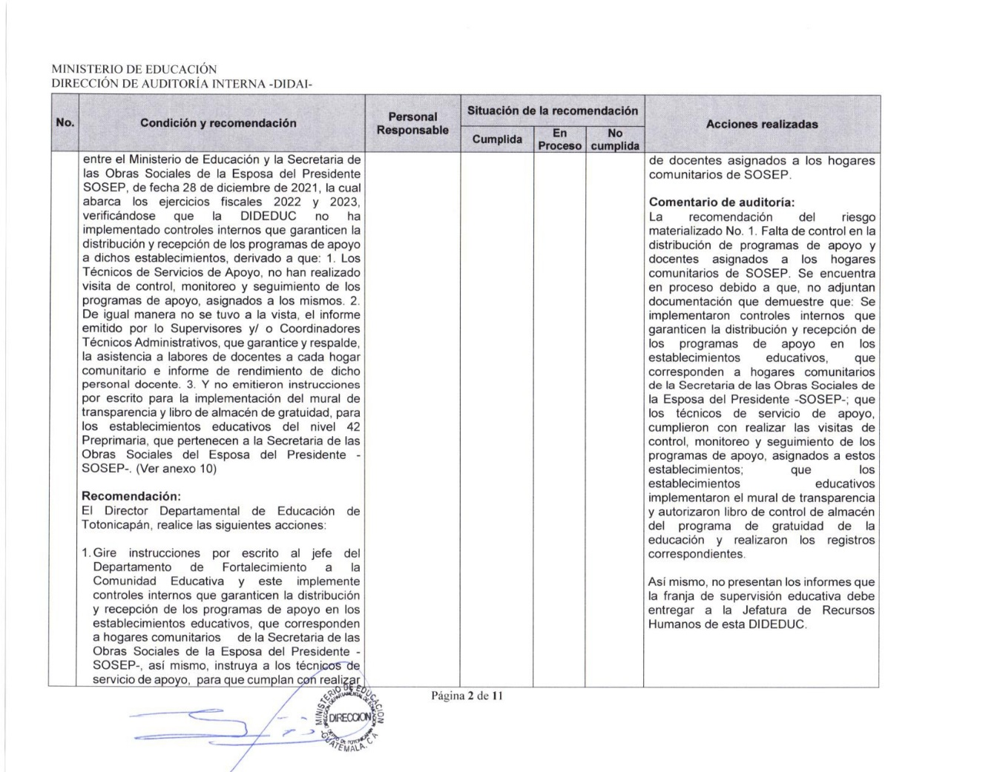 MINISTERIO DE EDUCACIÓN
DIRECCIÓN DE AUDITORÍA INTERNA -DIDAI-
No.
Condición y recomendación
Personal
Responsable
Situación de la recomendación
Cumplida
En
Proceso
No
cumplida
Acciones realizadas
entre el Ministerio de Educación y la Secretaria de
las Obras Sociales de la Esposa del Presidente
SOSEP, de fecha 28 de diciembre de 2021, la cual
abarca los ejercicios fiscales 2022 y 2023,
verificándose que la DIDEDUC no ha
implementado controles internos que garanticen la
distribución y recepción de los programas de apoyo
a dichos establecimientos, derivado a que: 1. Los
Técnicos de Servicios de Apoyo, no han realizado
visita de control, monitoreo y seguimiento de los
programas de apoyo, asignados a los mismos. 2.
De igual manera no se tuvo a la vista, el informe
emitido por lo Supervisores y/ o Coordinadores
Técnicos Administrativos, que garantice y respalde,
la asistencia a labores de docentes a cada hogar
comunitario e informe de rendimiento de dicho
personal docente. 3. Y no emitieron instrucciones
por escrito para la implementación del mural de
transparencia y libro de almacén de gratuidad, para
los establecimientos educativos del nivel 42
Preprimaria, que pertenecen a la Secretaria de las
Obras Sociales del Esposa del Presidente -
SOSEP-. (Ver anexo 10)
Recomendación:
El Director Departamental de Educación de
Totonicapán, realice las siguientes acciones:
1. Gire instrucciones por escrito al jefe del
Departamento de Fortalecimiento a la
Comunidad Educativa y este implemente
controles internos que garanticen la distribución
y recepción de los programas de apoyo en los
establecimientos educativos, que corresponden
a hogares comunitarios de la Secretaria de las
Obras Sociales de la Esposa del Presidente -
SOSEP-, así mismo, instruya a los técnicos de
servicio de apoyo, para que cumplan con realizar
de docentes asignados a los hogares
comunitarios de SOSEP.
Comentario de auditoría:
La recomendación del riesgo
materializado No. 1. Falta de control en la
distribución de programas de apoyo y
docentes asignados a los hogares
comunitarios de SOSEP. Se encuentra
en proceso debido a que, no adjuntan
documentación que demuestre que: Se
implementaron controles internos que
garanticen la distribución y recepción de
los programas de apoyo en los
establecimientos educativos, que
corresponden a hogares comunitarios
de la Secretaria de las Obras Sociales de
la Esposa del Presidente -SOSEP-; que
los técnicos de servicio de apoyo,
cumplieron con realizar las visitas de
control, monitoreo y seguimiento de los
programas de apoyo, asignados a estos
establecimientos; que los
establecimientos educativos
implementaron el mural de transparencia
y autorizaron libro de control de almacén
del programa de gratuidad de la
educación y realizaron los registros
correspondientes.
Así mismo, no presentan los informes que
la franja de supervisión educativa debe
entregar a la Jefatura de Recursos
Humanos de esta DIDEDUC.
Página 2 de 11
MINISTERIO DE EDUCACION
DIRECCION
GUATEMALA, C.A.